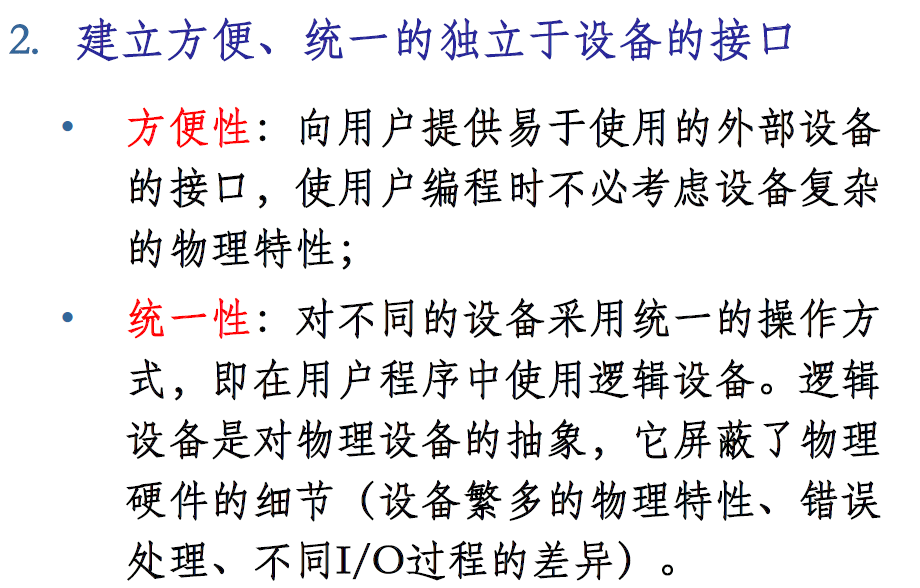 2. 建立方便、统一的独立于设备的接口
• 方便性：向用户提供易于使用的外部设备
的接口，使用户编程时不必考虑设备复杂
的物理特性；
• 统一性：对不同的设备采用统一的操作方
式，即在用户程序中使用逻辑设备。逻辑
设备是对物理设备的抽象，它屏蔽了物理
硬件的细节（设备繁多的物理特性、错误
处理、不同I/O过程的差异）。